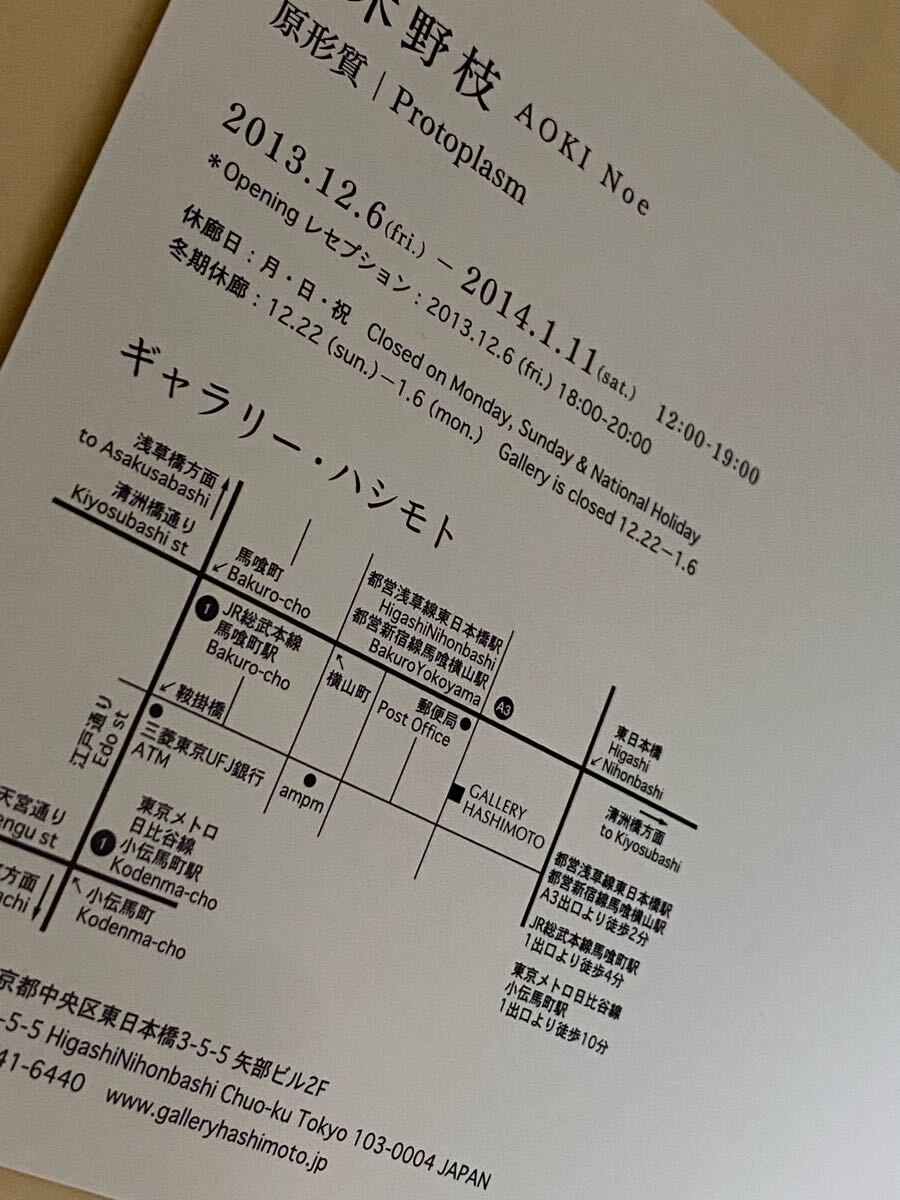 木野枝 AOKI Noe
原形質 | Protoplasm
2013.12.6(fri.) − 2014.1.11(sat.) 12:00-19:00
*Opening レセプション : 2013.12.6 (fri.) 18:00-20:00
休廊日 : 月・日・祝 Closed on Monday, Sunday & National Holiday
冬期休廊 : 12.22 (sun.)−1.6 (mon.) Gallery is closed 12.22−1.6
ギャラリー・ハシモト
浅草橋方面
to Asakusabashi
清洲橋通り
Kiyosubashi st
馬喰町
Bakuro-cho
都営浅草線東日本橋駅
HigashiNihonbashi
都営新宿線馬喰横山駅
BakuroYokoyama
1
JR総武本線
馬喰町駅
Bakuro-cho
横山町
郵便局
Post Office
A3
鞍掛橋
江戸通り
Edo st
三菱東京UFJ銀行
ATM
ampm
GALLERY
HASHIMOTO
東日本橋
Higashi
Nihonbashi
清洲橋方面
to Kiyosubashi
天宮通り
engu st
1
東京メトロ
日比谷線
小伝馬町駅
Kodenma-cho
方面
achi
小伝馬町
Kodenma-cho
都営浅草線東日本橋駅
都営新宿線馬喰横山駅
A3出口より徒歩2分
JR総武本線馬喰町駅
1出口より徒歩4分
東京メトロ日比谷線
小伝馬町駅
1出口より徒歩10分
京都中央区東日本橋3-5-5 矢部ビル2F
-5-5 HigashiNihonbashi Chuo-ku Tokyo 103-0004 JAPAN
41-6440 www.galleryhashimoto.jp